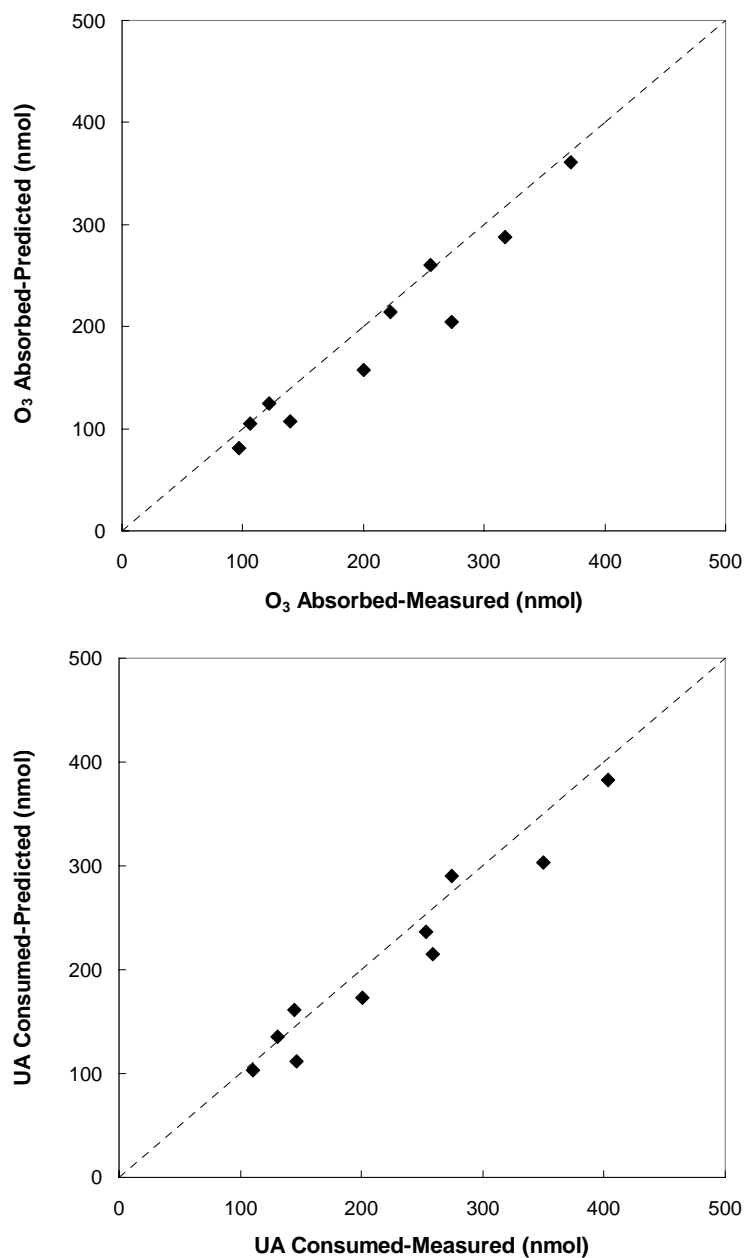 500
400
300
200
100
0
O₃ Absorbed-Predicted (nmol)
0 100 200 300 400 500
O₃ Absorbed-Measured (nmol)
500
400
300
200
100
0
UA Consumed-Predicted (nmol)
0 100 200 300 400 500
UA Consumed-Measured (nmol)